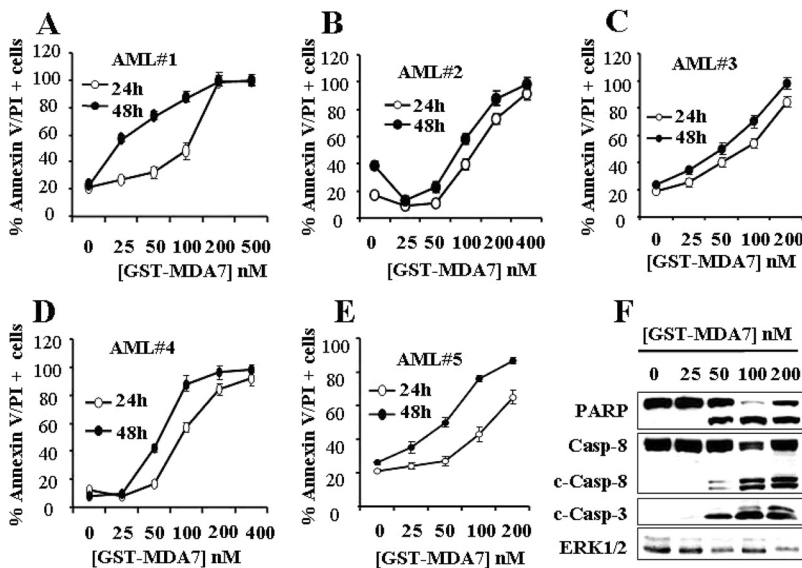 A
AML#1
% Annexin V/PI + cells
120
100
80
60
40
20
0
24h
48h
0 25 50 100 200 500
[GST-MDA7] nM
B
AML#2
% Annexin V/PI + cells
120
100
80
60
40
20
0
24h
48h
0 25 50 100 200 400
[GST-MDA7] nM
C
AML#3
% Annexin V/PI + cells
120
100
80
60
40
20
0
24h
48h
0 25 50 100 200
[GST-MDA7] nM
D
AML#4
% Annexin V/PI + cells
120
100
80
60
40
20
0
24h
48h
0 25 50 100 200 400
[GST-MDA7] nM
E
AML#5
% Annexin V/PI + cells
100
80
60
40
20
0
24h
48h
0 25 50 100 200
[GST-MDA7] nM
F
[GST-MDA7] nM
0 25 50 100 200
PARP
Casp-8
c-Casp-8
c-Casp-3
ERK1/2